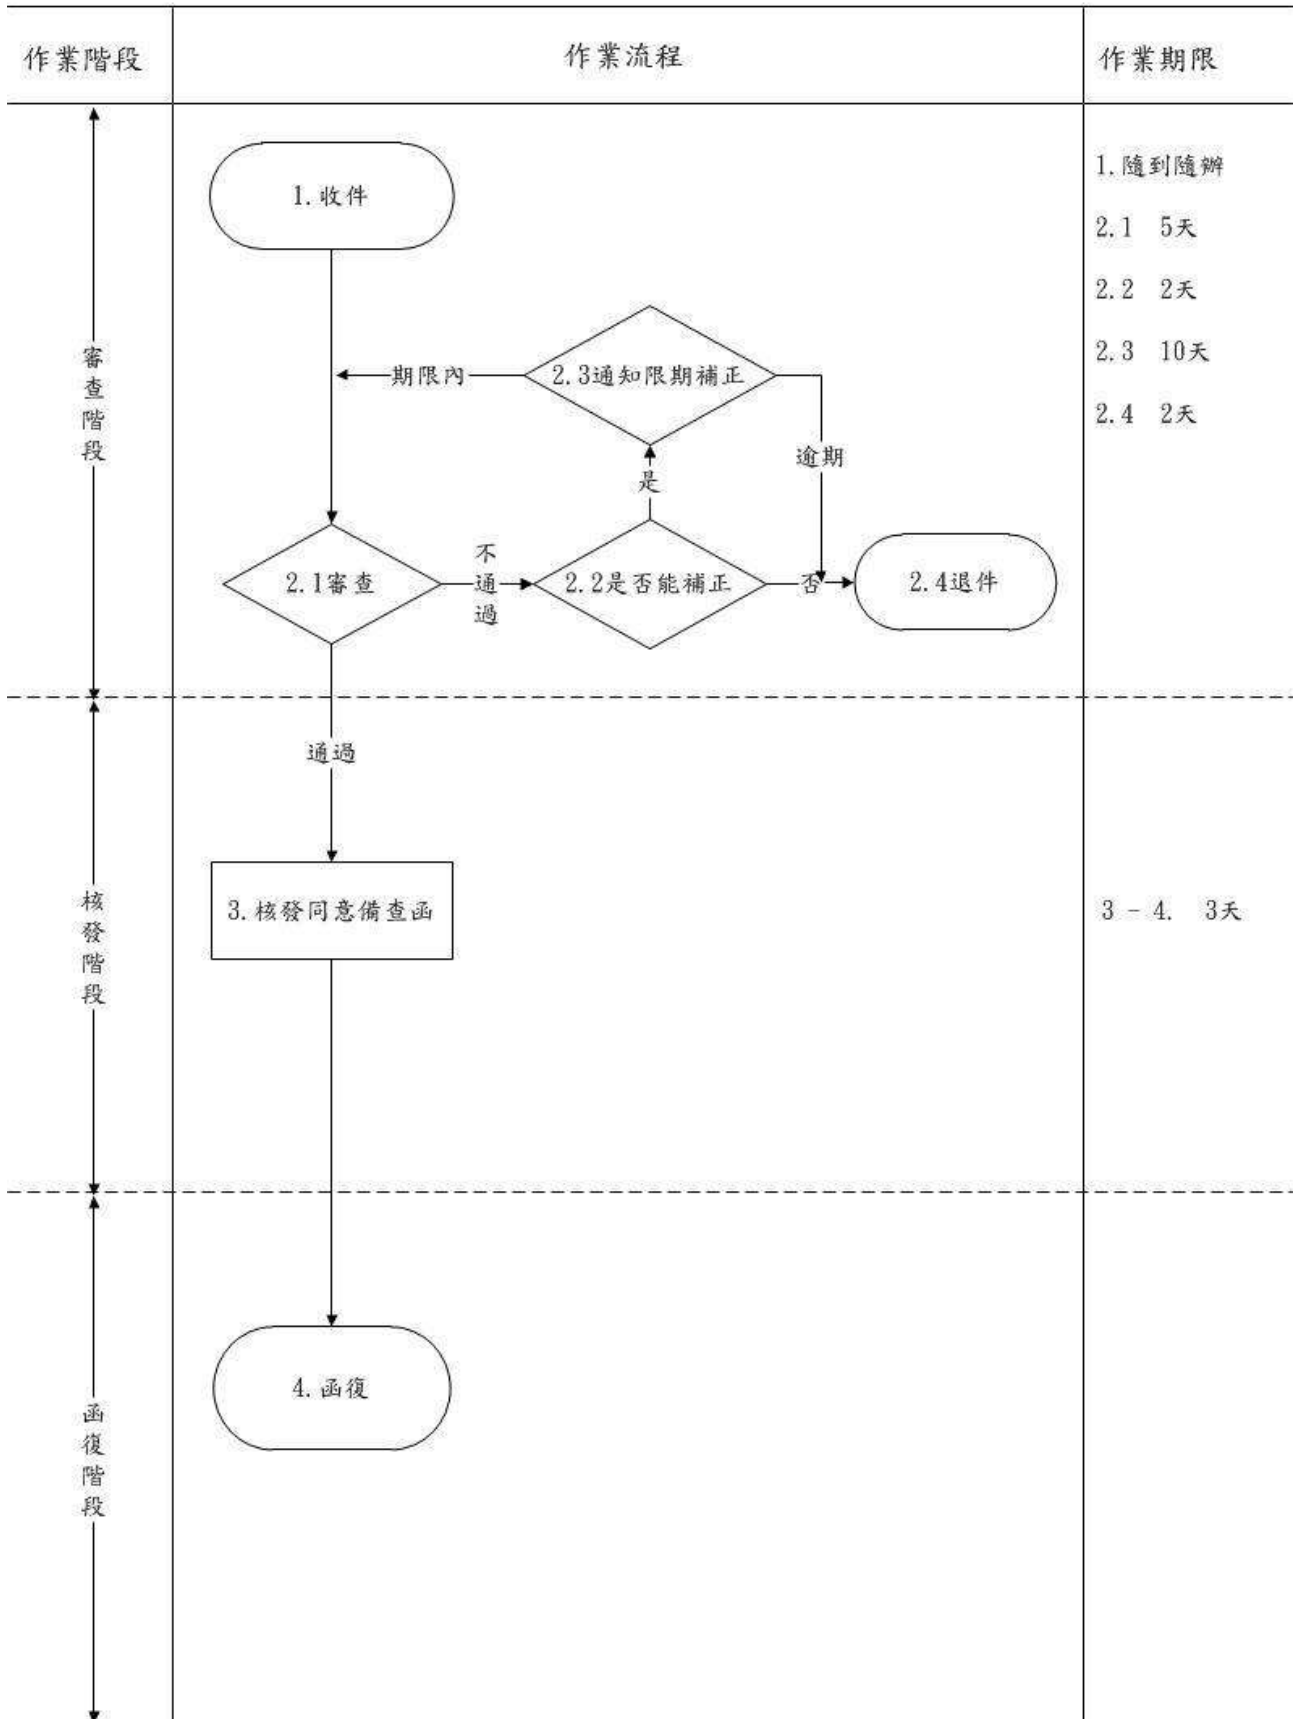 作業階段
作業流程
作業期限
審查階段
1.收件
1.隨到隨辦
2.1 5天
2.2 2天
2.3 10天
2.4 2天
期限內
2.3通知限期補正
逾期
是
2.1審查
不通過
2.2是否能補正
否
2.4退件
通過
核發階段
3.核發同意備查函
3 - 4. 3天
函復階段
4.函復